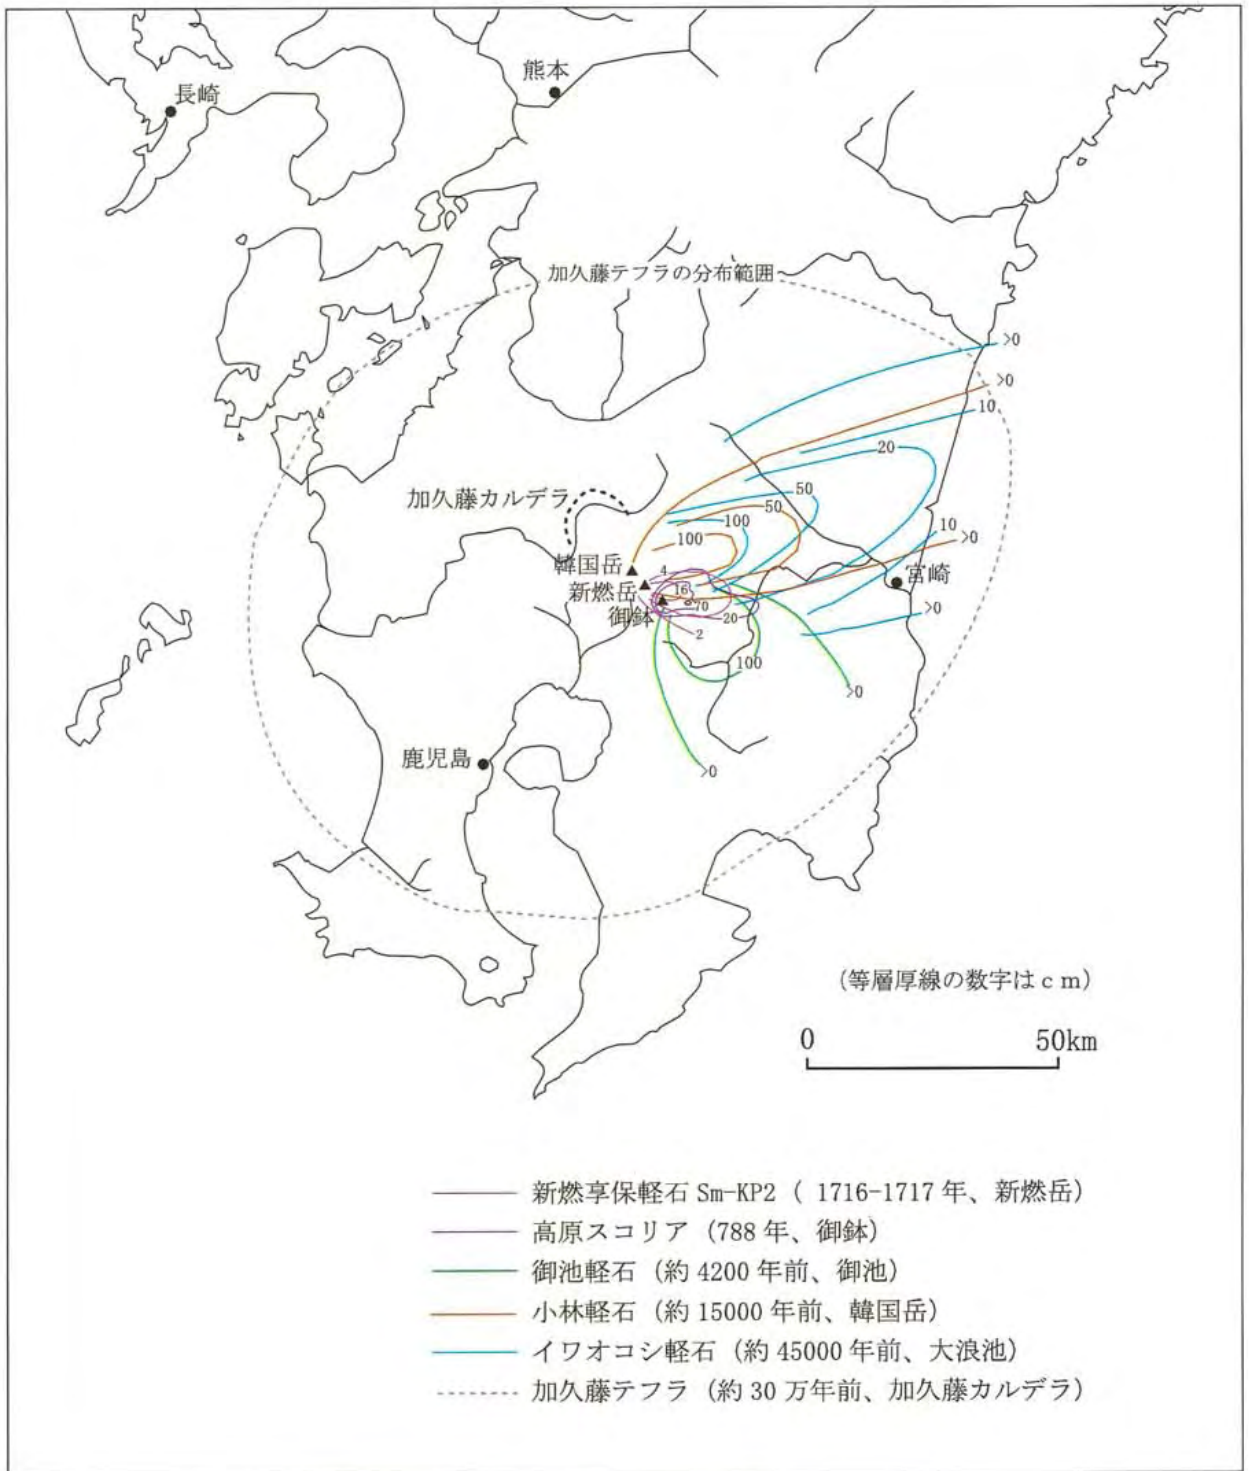 熊本
長崎
加久藤テフラの分布範囲
>0
>0
10
20
加久藤カルデラ
50
50
100
10
100
>0
韓国岳
4
宮崎
新燃岳
16
70
>0
御鉢
20
2
100
>0
鹿児島
>0
(等層厚線の数字はcm)
0 50km
新燃享保軽石 Sm-KP2 ( 1716-1717 年、新燃岳)
高原スコリア (788 年、御鉢)
御池軽石 (約 4200 年前、御池)
小林軽石 (約 15000 年前、韓国岳)
イワオコシ軽石 (約 45000 年前、大浪池)
加久藤テフラ (約 30 万年前、加久藤カルデラ)